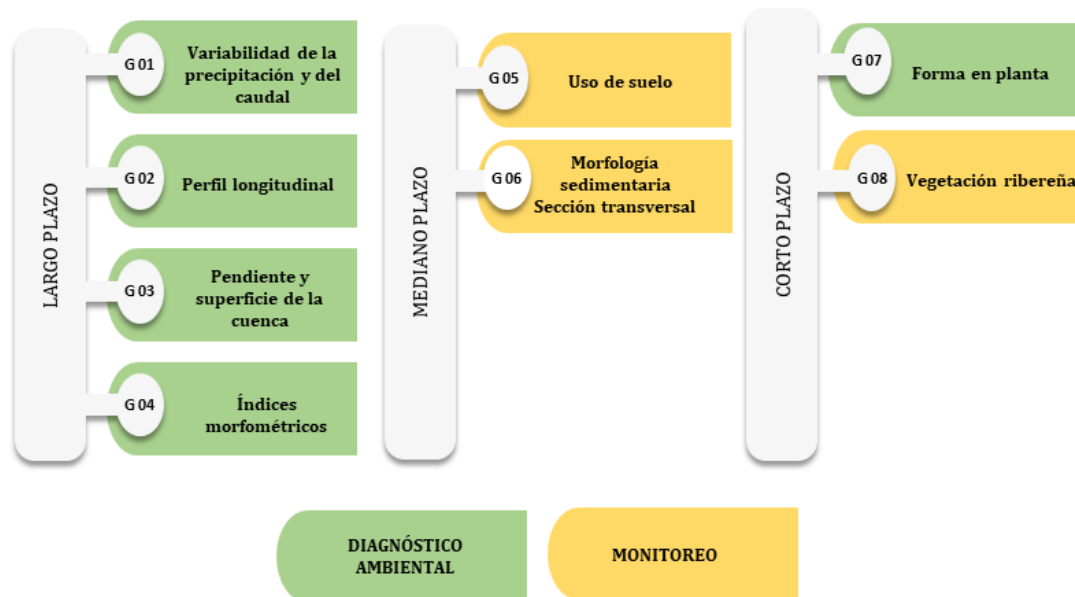 LARGO PLAZO
G 01
Variabilidad de la
precipitación y del
caudal
G 02
Perfil longitudinal
G 03
Pendiente y
superficie de la
cuenca
G 04
Índices
morfométricos
MEDIANO PLAZO
G 05
Uso de suelo
G 06
Morfología
sedimentaria
Sección transversal
CORTO PLAZO
G 07
Forma en planta
G 08
Vegetación ribereña
DIAGNÓSTICO
AMBIENTAL
MONITOREO